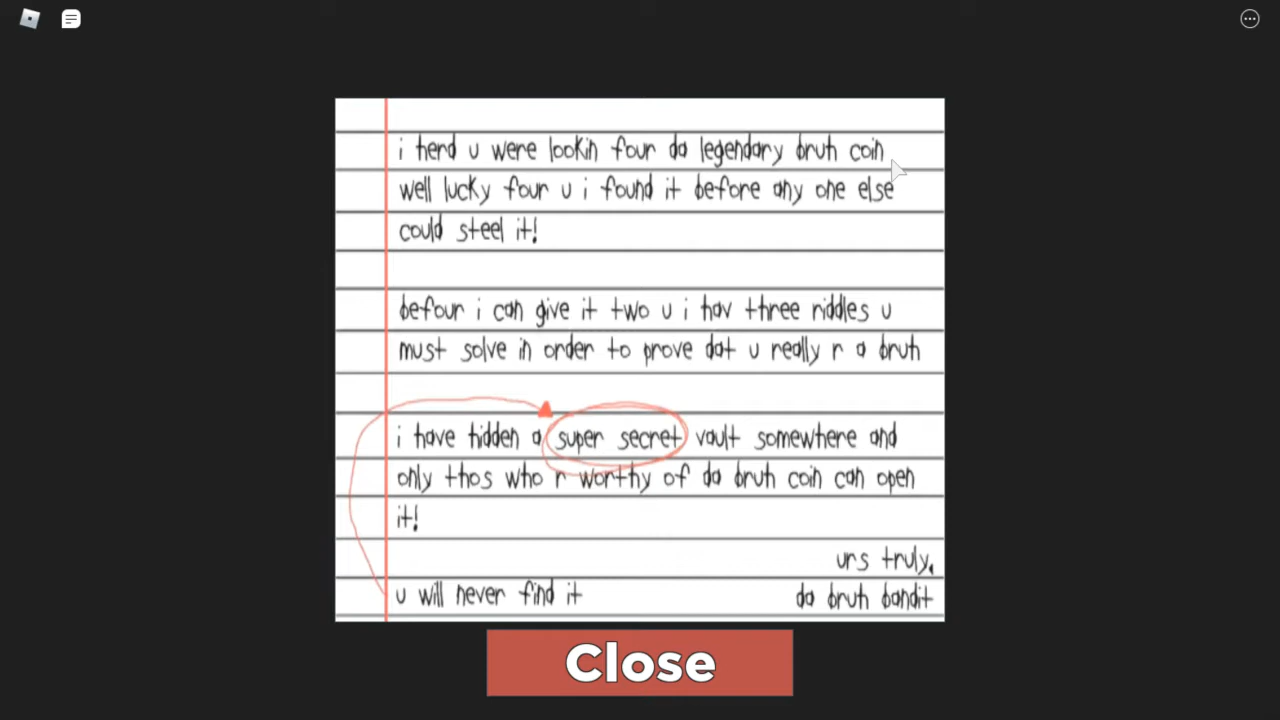 i herd u were lookin four da legendary bruh coin
well lucky four u i found it before any one else
could steel it!
befour i can give it two u i hav three riddles u
must solve in order to prove dat u really r a bruh
i have hidden a super secret vault somewhere and
only thos who r worthy of da bruh coin can open
it!
urs truly,
u will never find it da bruh bandit
Close